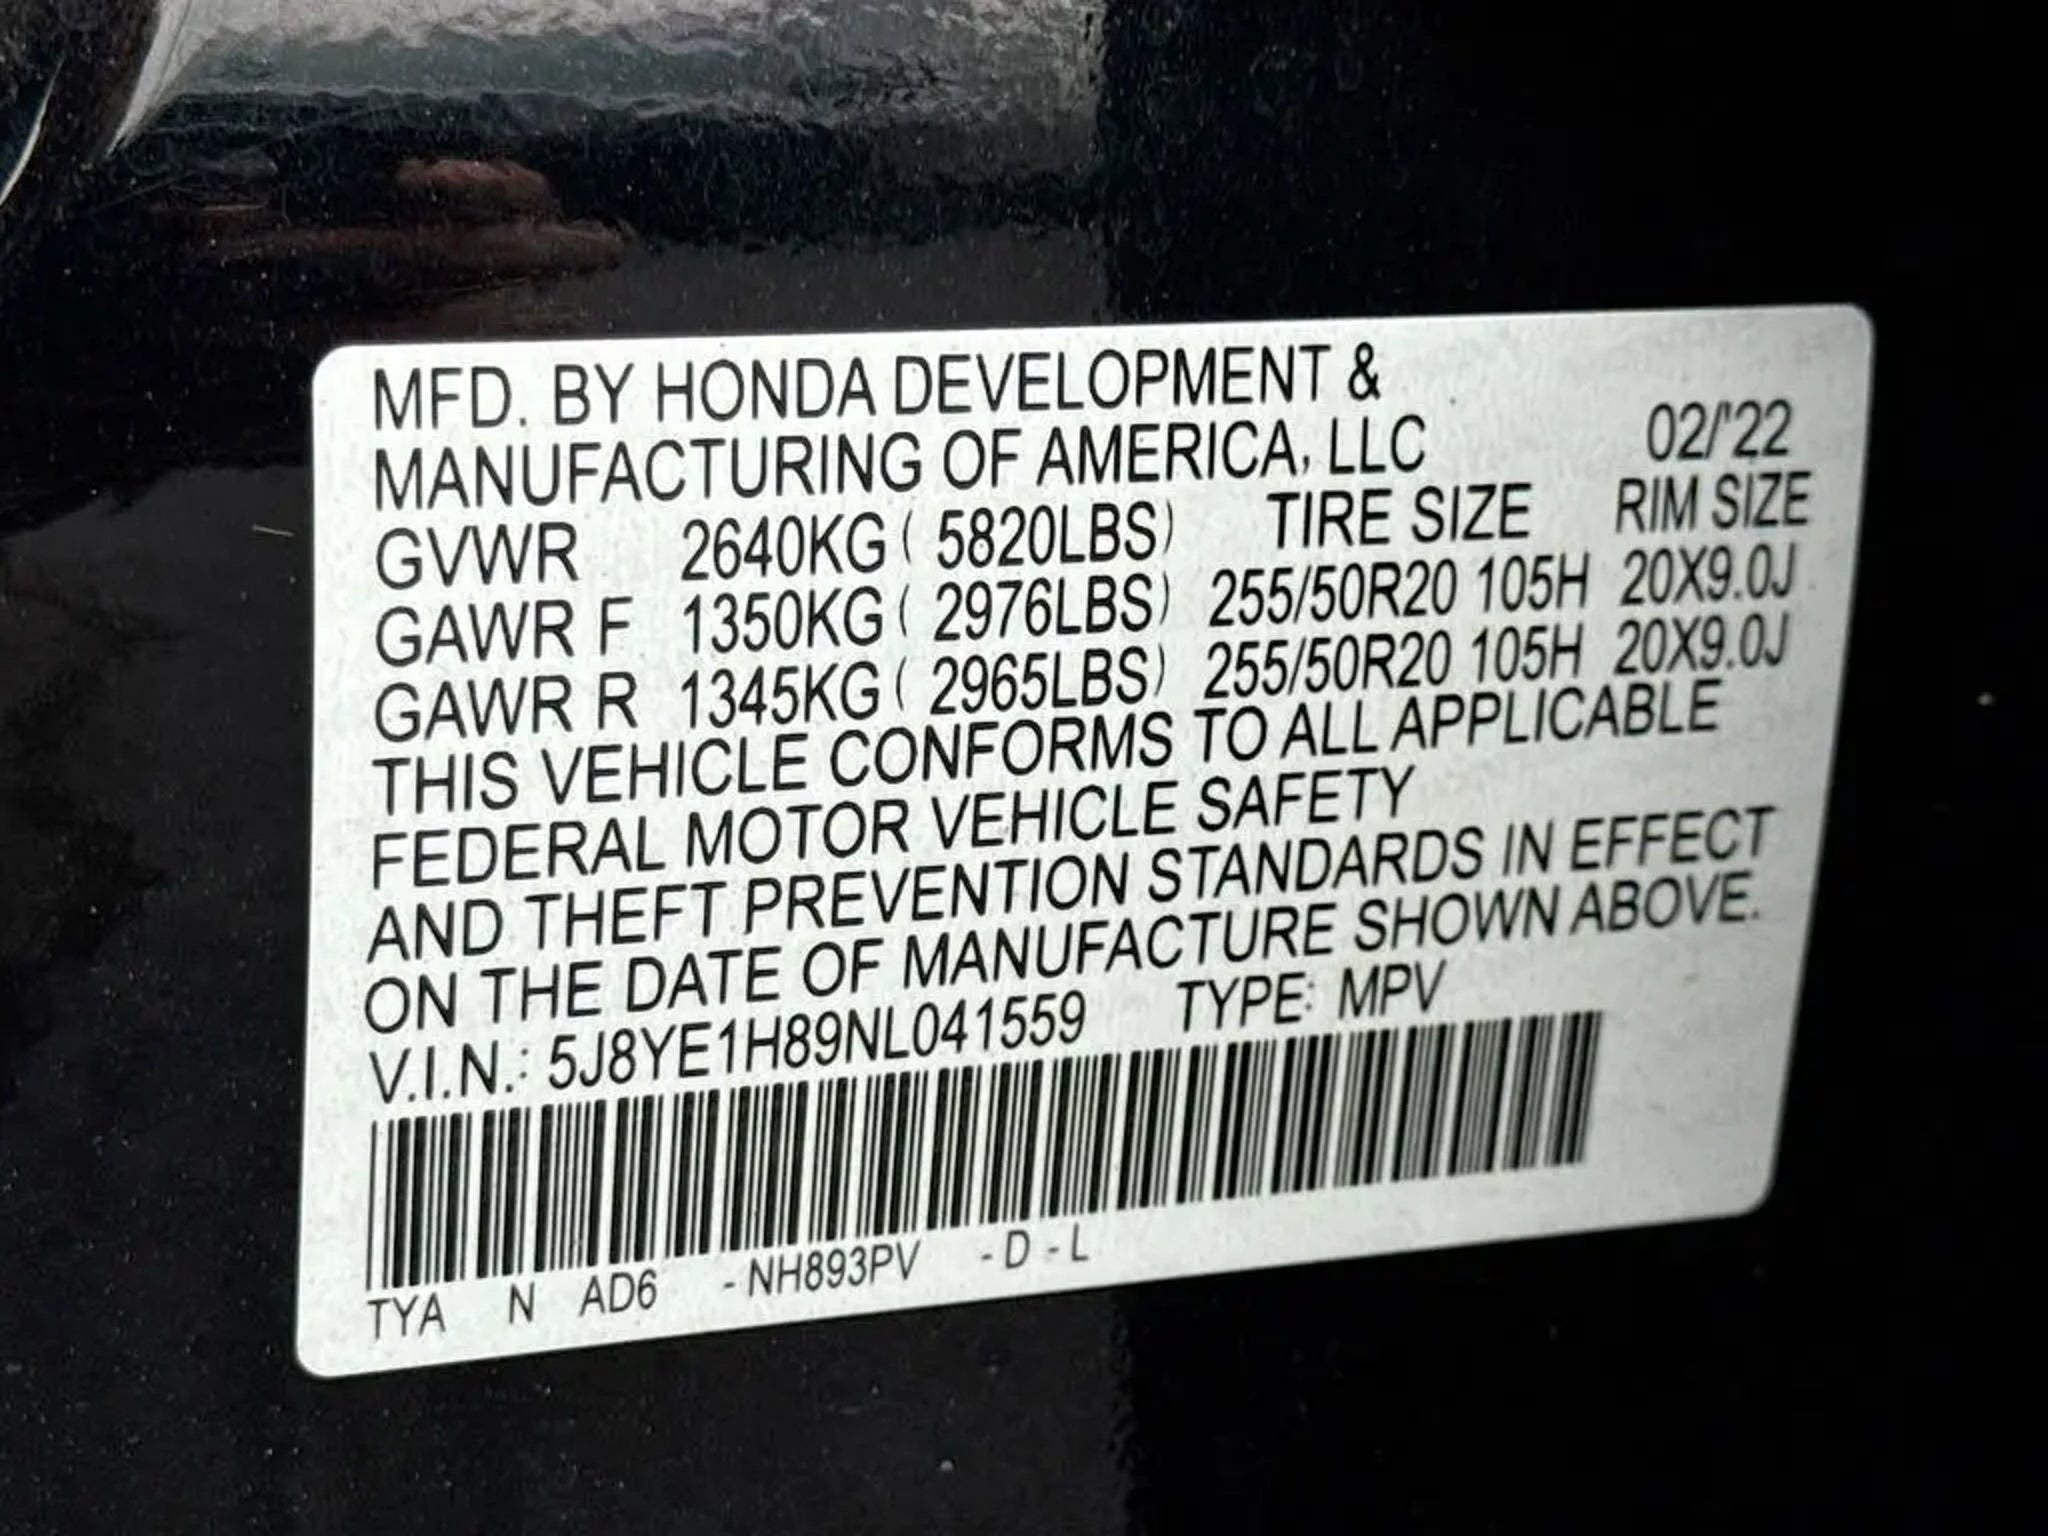 MFD. BY HONDA DEVELOPMENT &
MANUFACTURING OF AMERICA, LLC 02/'22
GVWR 2640KG ( 5820LBS) TIRE SIZE RIM SIZE
GAWR F 1350KG ( 2976LBS) 255/50R20 105H 20X9.0J
GAWR R 1345KG ( 2965LBS) 255/50R20 105H 20X9.0J
THIS VEHICLE CONFORMS TO ALL APPLICABLE
FEDERAL MOTOR VEHICLE SAFETY
AND THEFT PREVENTION STANDARDS IN EFFECT
ON THE DATE OF MANUFACTURE SHOWN ABOVE.
V.I.N.: 5J8YE1H89NL041559 TYPE: MPV
TYA N AD6 - NH893PV - D - L